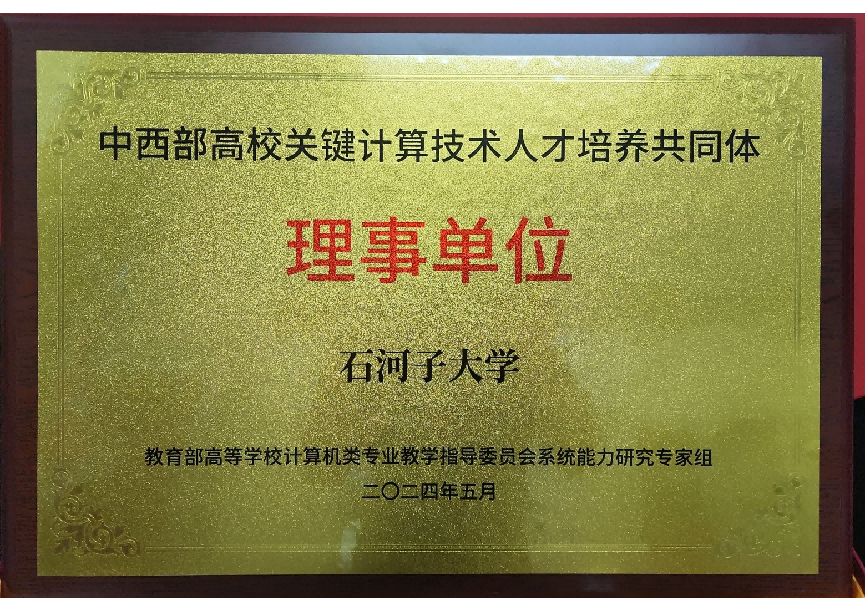 中西部高校关键计算技术人才培养共同体
理事单位
石河子大学
教育部高等学校计算机类专业教学指导委员会系统能力研究专家组
二〇二四年五月